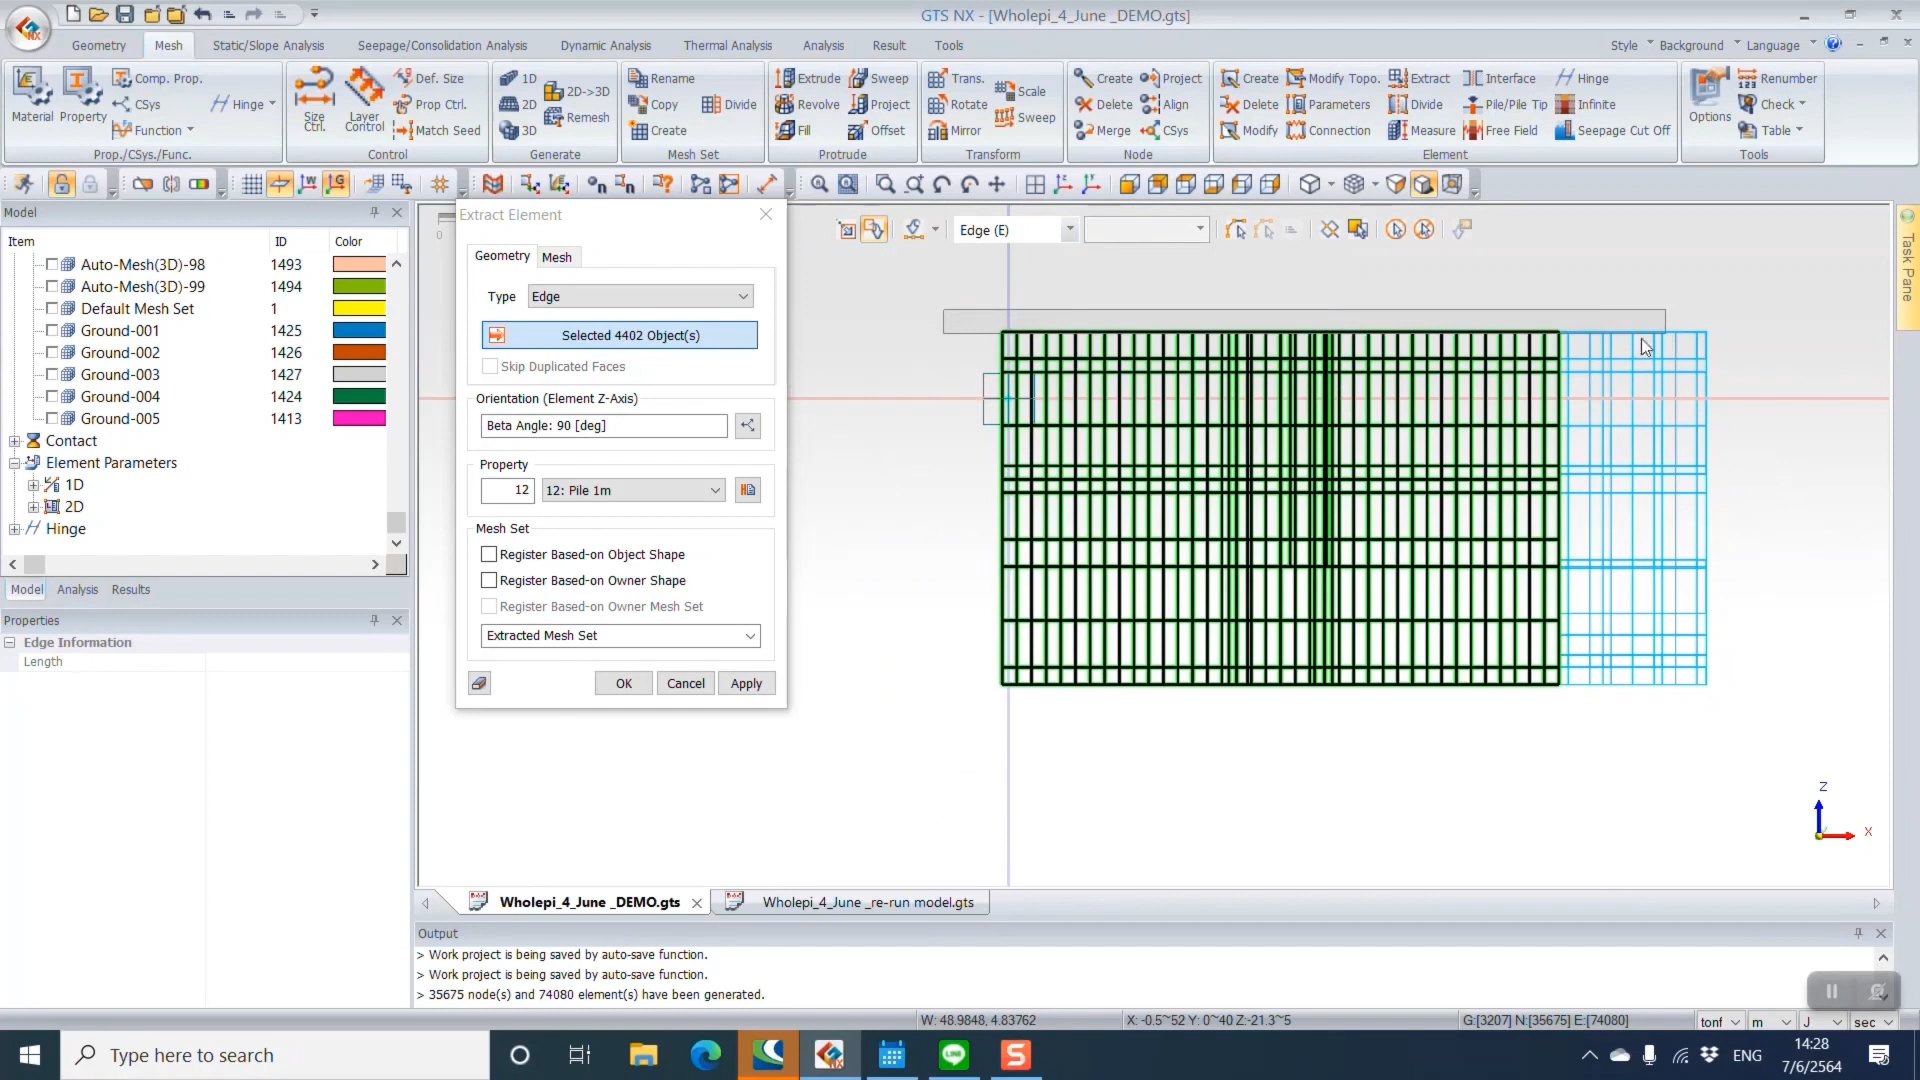 GTS NX - [Wholepi_4_June _DEMO.gts]
Geometry Mesh Static/Slope Analysis Seepage/Consolidation Analysis Dynamic Analysis Thermal Analysis Analysis Result Tools Style Background Language
Material Property Comp. Prop. CSys Function Hinge
Prop./CSys./Func.
Size Ctrl. Layer Control Def. Size Prop Ctrl. Match Seed
Control
1D 2D 3D 2D->3D Remesh
Generate
Rename Copy Create Divide
Mesh Set
Extrude Revolve Fill Sweep Project Offset
Protrude
Trans. Rotate Mirror Scale Sweep
Transform
Create Delete Merge Project Align CSys
Node
Create Delete Modify Modify Topo. Parameters Connection Extract Divide Measure Interface Pile/Pile Tip Free Field Hinge Infinite Seepage Cut Off
Element
Options Renumber Check Table
Tools
Model
Item ID Color
Auto-Mesh(3D)-98 1493
Auto-Mesh(3D)-99 1494
Default Mesh Set 1
Ground-001 1425
Ground-002 1426
Ground-003 1427
Ground-004 1424
Ground-005 1413
Contact
Element Parameters
1D
2D
Hinge
Model Analysis Results
Properties
Edge Information
Length
Extract Element
Geometry Mesh
Type Edge
Selected 4402 Object(s)
Skip Duplicated Faces
Orientation (Element Z-Axis)
Beta Angle: 90 [deg]
Property
12 12: Pile 1m
Mesh Set
Register Based-on Object Shape
Register Based-on Owner Shape
Register Based-on Owner Mesh Set
Extracted Mesh Set
OK Cancel Apply
0
Edge (E)
Task Pane
Z
X
Wholepi_4_June _DEMO.gts Wholepi_4_June _re-run model.gts
Output
> Work project is being saved by auto-save function.
> Work project is being saved by auto-save function.
> 35675 node(s) and 74080 element(s) have been generated.
W: 48.9848, 4.83762 X: -0.5~52 Y: 0~40 Z:-21.3~5 G:[3207] N:[35675] E:[74080] tonf m J sec
Type here to search
ENG
14:28
7/6/2564